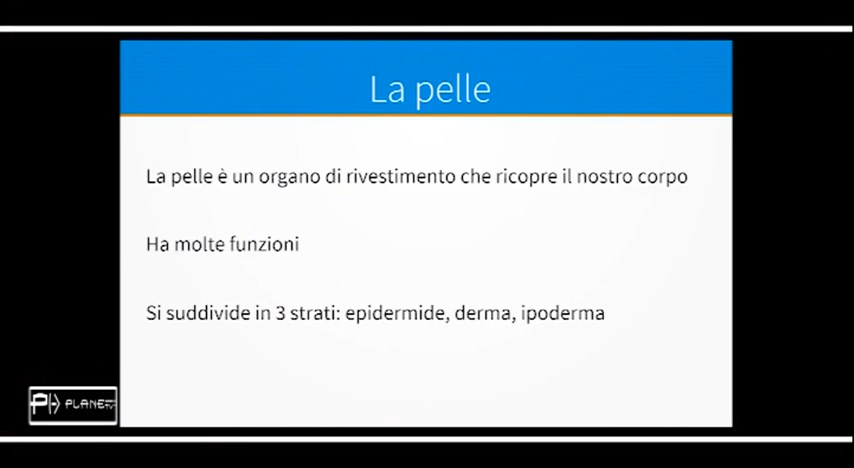 La pelle
La pelle è un organo di rivestimento che ricopre il nostro corpo
Ha molte funzioni
Si suddivide in 3 strati: epidermide, derma, ipoderma
PLANE